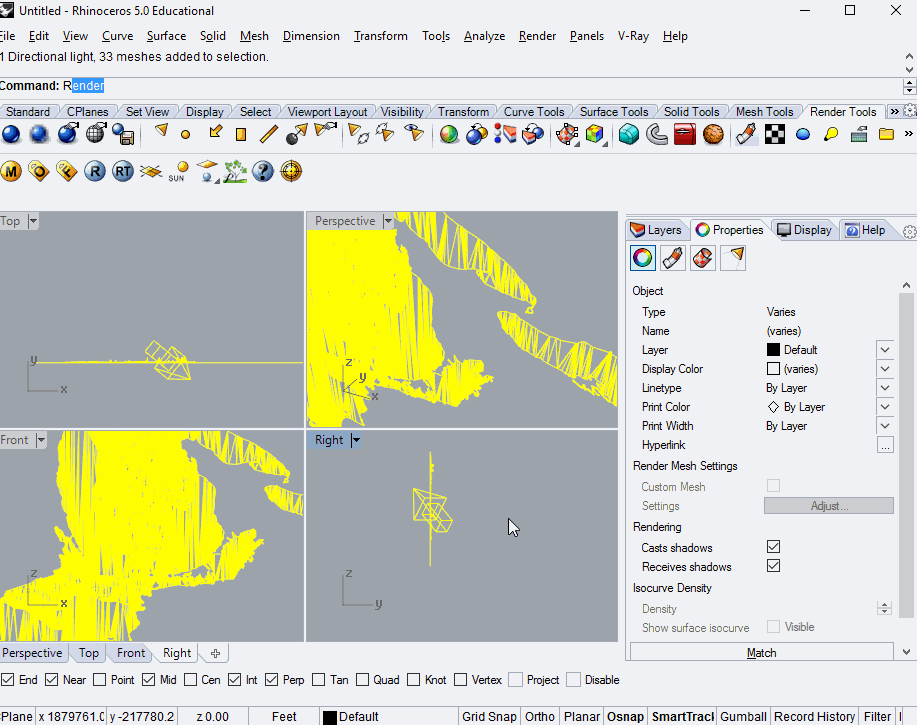 Untitled - Rhinoceros 5.0 Educational
File Edit View Curve Surface Solid Mesh Dimension Transform Tools Analyze Render Panels V-Ray Help
1 Directional light, 33 meshes added to selection.
Command: Render
Standard CPlanes Set View Display Select Viewport Layout Visibility Transform Curve Tools Surface Tools Solid Tools Mesh Tools Render Tools »
»
M O F R RT SUN ?
Top
Perspective
Layers Properties Display Help
Object
Type Varies
Name (varies)
Layer Default
Display Color (varies)
Linetype By Layer
Print Color By Layer
Print Width By Layer
Hyperlink ...
Render Mesh Settings
Custom Mesh
Settings Adjust...
Rendering
Casts shadows
Receives shadows
Isocurve Density
Density
Show surface isocurve Visible
Match
y
x
z
y
x
Front
Right
z
x
z
y
Perspective Top Front Right
End Near Point Mid Cen Int Perp Tan Quad Knot Vertex Project Disable
CPlane x 1879761.0 y -217780.2 z 0.00 Feet Default Grid Snap Ortho Planar Osnap SmartTrack Gumball Record History Filter